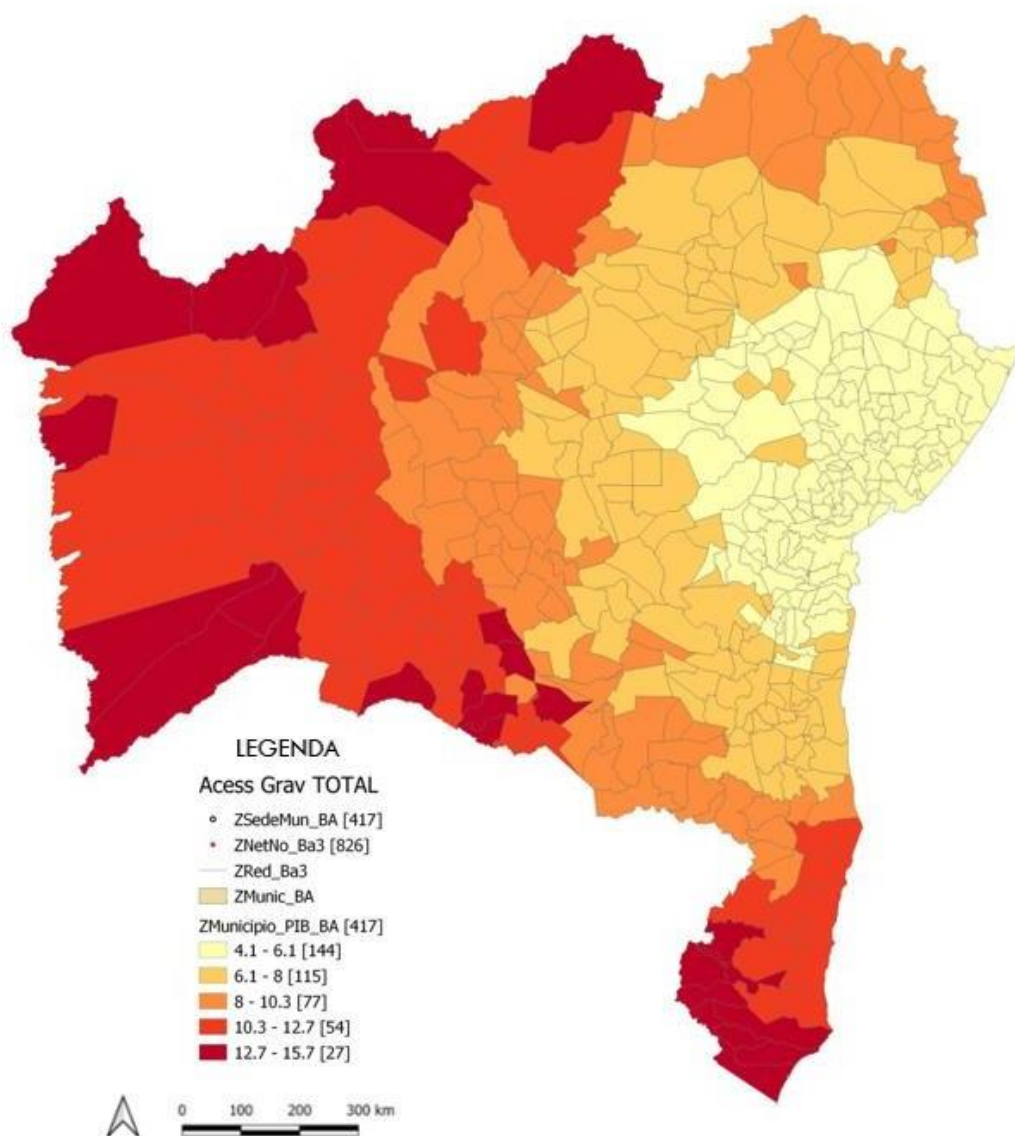 LEGENDA
Acess Grav TOTAL
ZSedeMun_BA [417]
ZNetNo_Ba3 [826]
ZRed_Ba3
ZMunic_BA
ZMunicipio_PIB_BA [417]
4.1 - 6.1 [144]
6.1 - 8 [115]
8 - 10.3 [77]
10.3 - 12.7 [54]
12.7 - 15.7 [27]
0 100 200 300 km